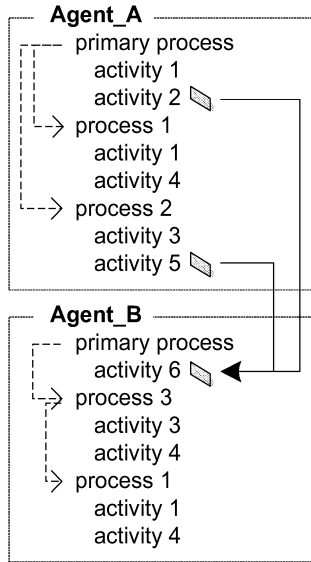 Agent_A
primary process
activity 1
activity 2
process 1
activity 1
activity 4
process 2
activity 3
activity 5
Agent_B
primary process
activity 6
process 3
activity 3
activity 4
process 1
activity 1
activity 4